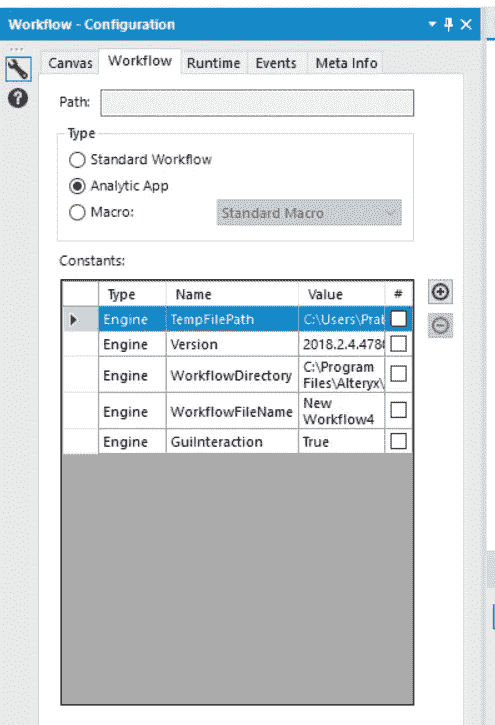 Workflow - Configuration
Canvas Workflow Runtime Events Meta Info
Path:
Type
Standard Workflow
Analytic App
Macro: Standard Macro
Constants:
Type Name Value #
Engine TempFilePath C:\Users\Prat
Engine Version 2018.2.4.4780
Engine WorkflowDirectory C:\Program
Files\Alteryx\
Engine WorkflowFileName New
Workflow4
Engine GuiInteraction True